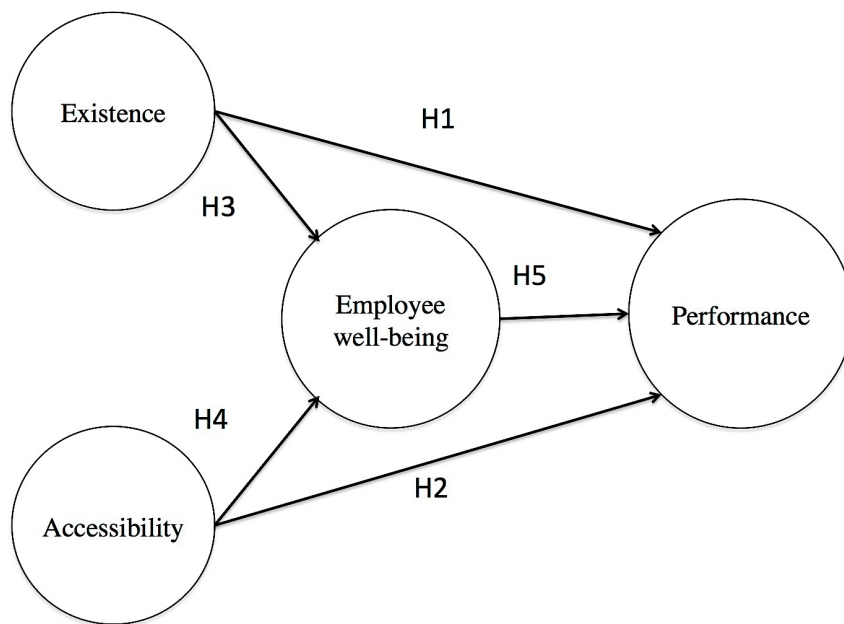 Existence
H1
H3
H5
Employee
well-being
Performance
H4
H2
Accessibility